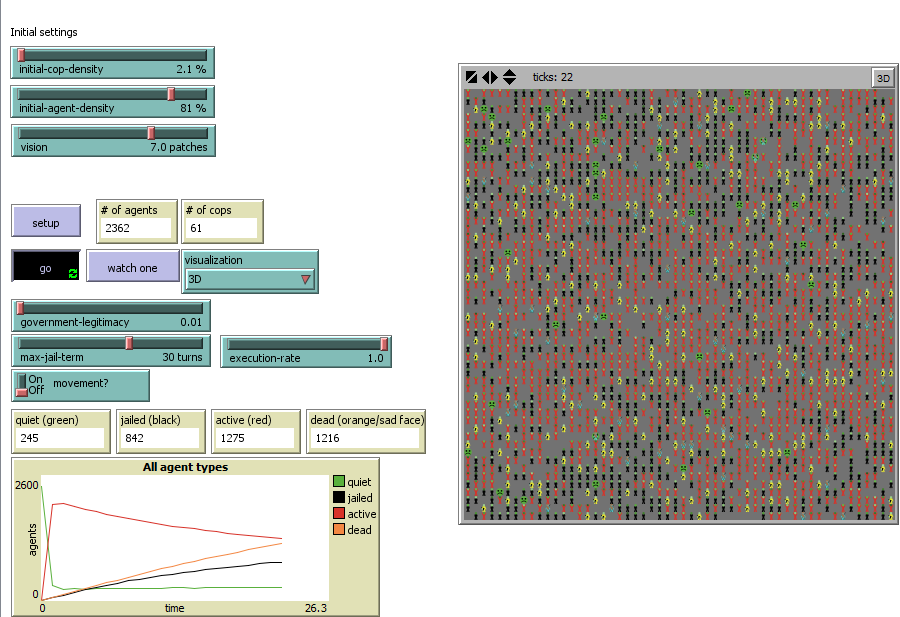 Initial settings
initial-cop-density 2.1 %
initial-agent-density 81 %
vision 7.0 patches
ticks: 22
3D
setup
# of agents
2362
# of cops
61
go
watch one
visualization
3D
government-legitimacy 0.01
max-jail-term 30 turns
execution-rate 1.0
On
Off
movement?
quiet (green)
245
jailed (black)
842
active (red)
1275
dead (orange/sad face)
1216
All agent types
2600
agents
0
0
time
26.3
quiet
jailed
active
dead